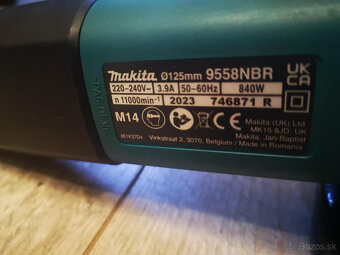 makita Ø125mm 9558NBR
220-240V~ 3.9A 50-60Hz 840W
n 11000min⁻¹ 2023 746871 R
UK CA
M14
CE
Makita (UK) Ltd.
MK15 8JD, UK
Makita, Jan-Baptist
Vinkstraat 2, 3070, Belgium / Made in Romania
bazos.sk